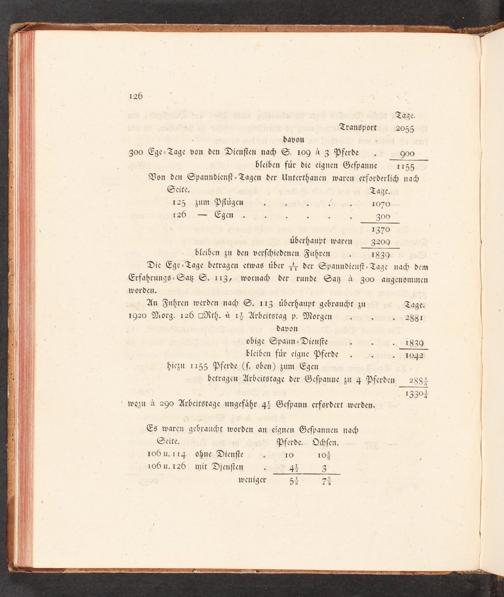 126
Tage.
Transport 2055
davon
300 Ege-Tage von den Diensten nach S. 109 à 3 Pferde . 900
bleiben für die eignen Gespanne 1155
Von den Spanndienst-Tagen der Unterthanen waren erforderlich nach
Seite. Tage.
125 zum Pflügen . . . . . 1070
126 — Egen . . . . . . 300
1370
überhaupt waren 3209
bleiben zu den verschiedenen Fuhren . 1839
Die Ege-Tage betragen etwas über der Spanndienst-Tage nach dem
Erfahrungs-Satz S. 113, wornach der runde Satz à 300 angenommen
worden.
An Fuhren werden nach S. 113 überhaupt gebraucht zu Tage.
1920 Morg. 126 □Rth. à 1½ Arbeitstag p. Morgen . . . 2881
davon
obige Spann-Dienste . . . 1839
bleiben für eigne Pferde . . . 1042
hiezu 1155 Pferde (s. oben) zum Egen
betragen Arbeitstage der Gespanne zu 4 Pferden 288¾
1330¾
wozu à 290 Arbeitstage ungefähr 4½ Gespann erfordert werden.
Es waren gebraucht worden an eignen Gespannen nach
Seite. Pferde. Ochsen.
106 u. 114 ohne Dienste . 10 10¾
106 u. 126 mit Diensten . 4½ 3
weniger 5½ 7¾